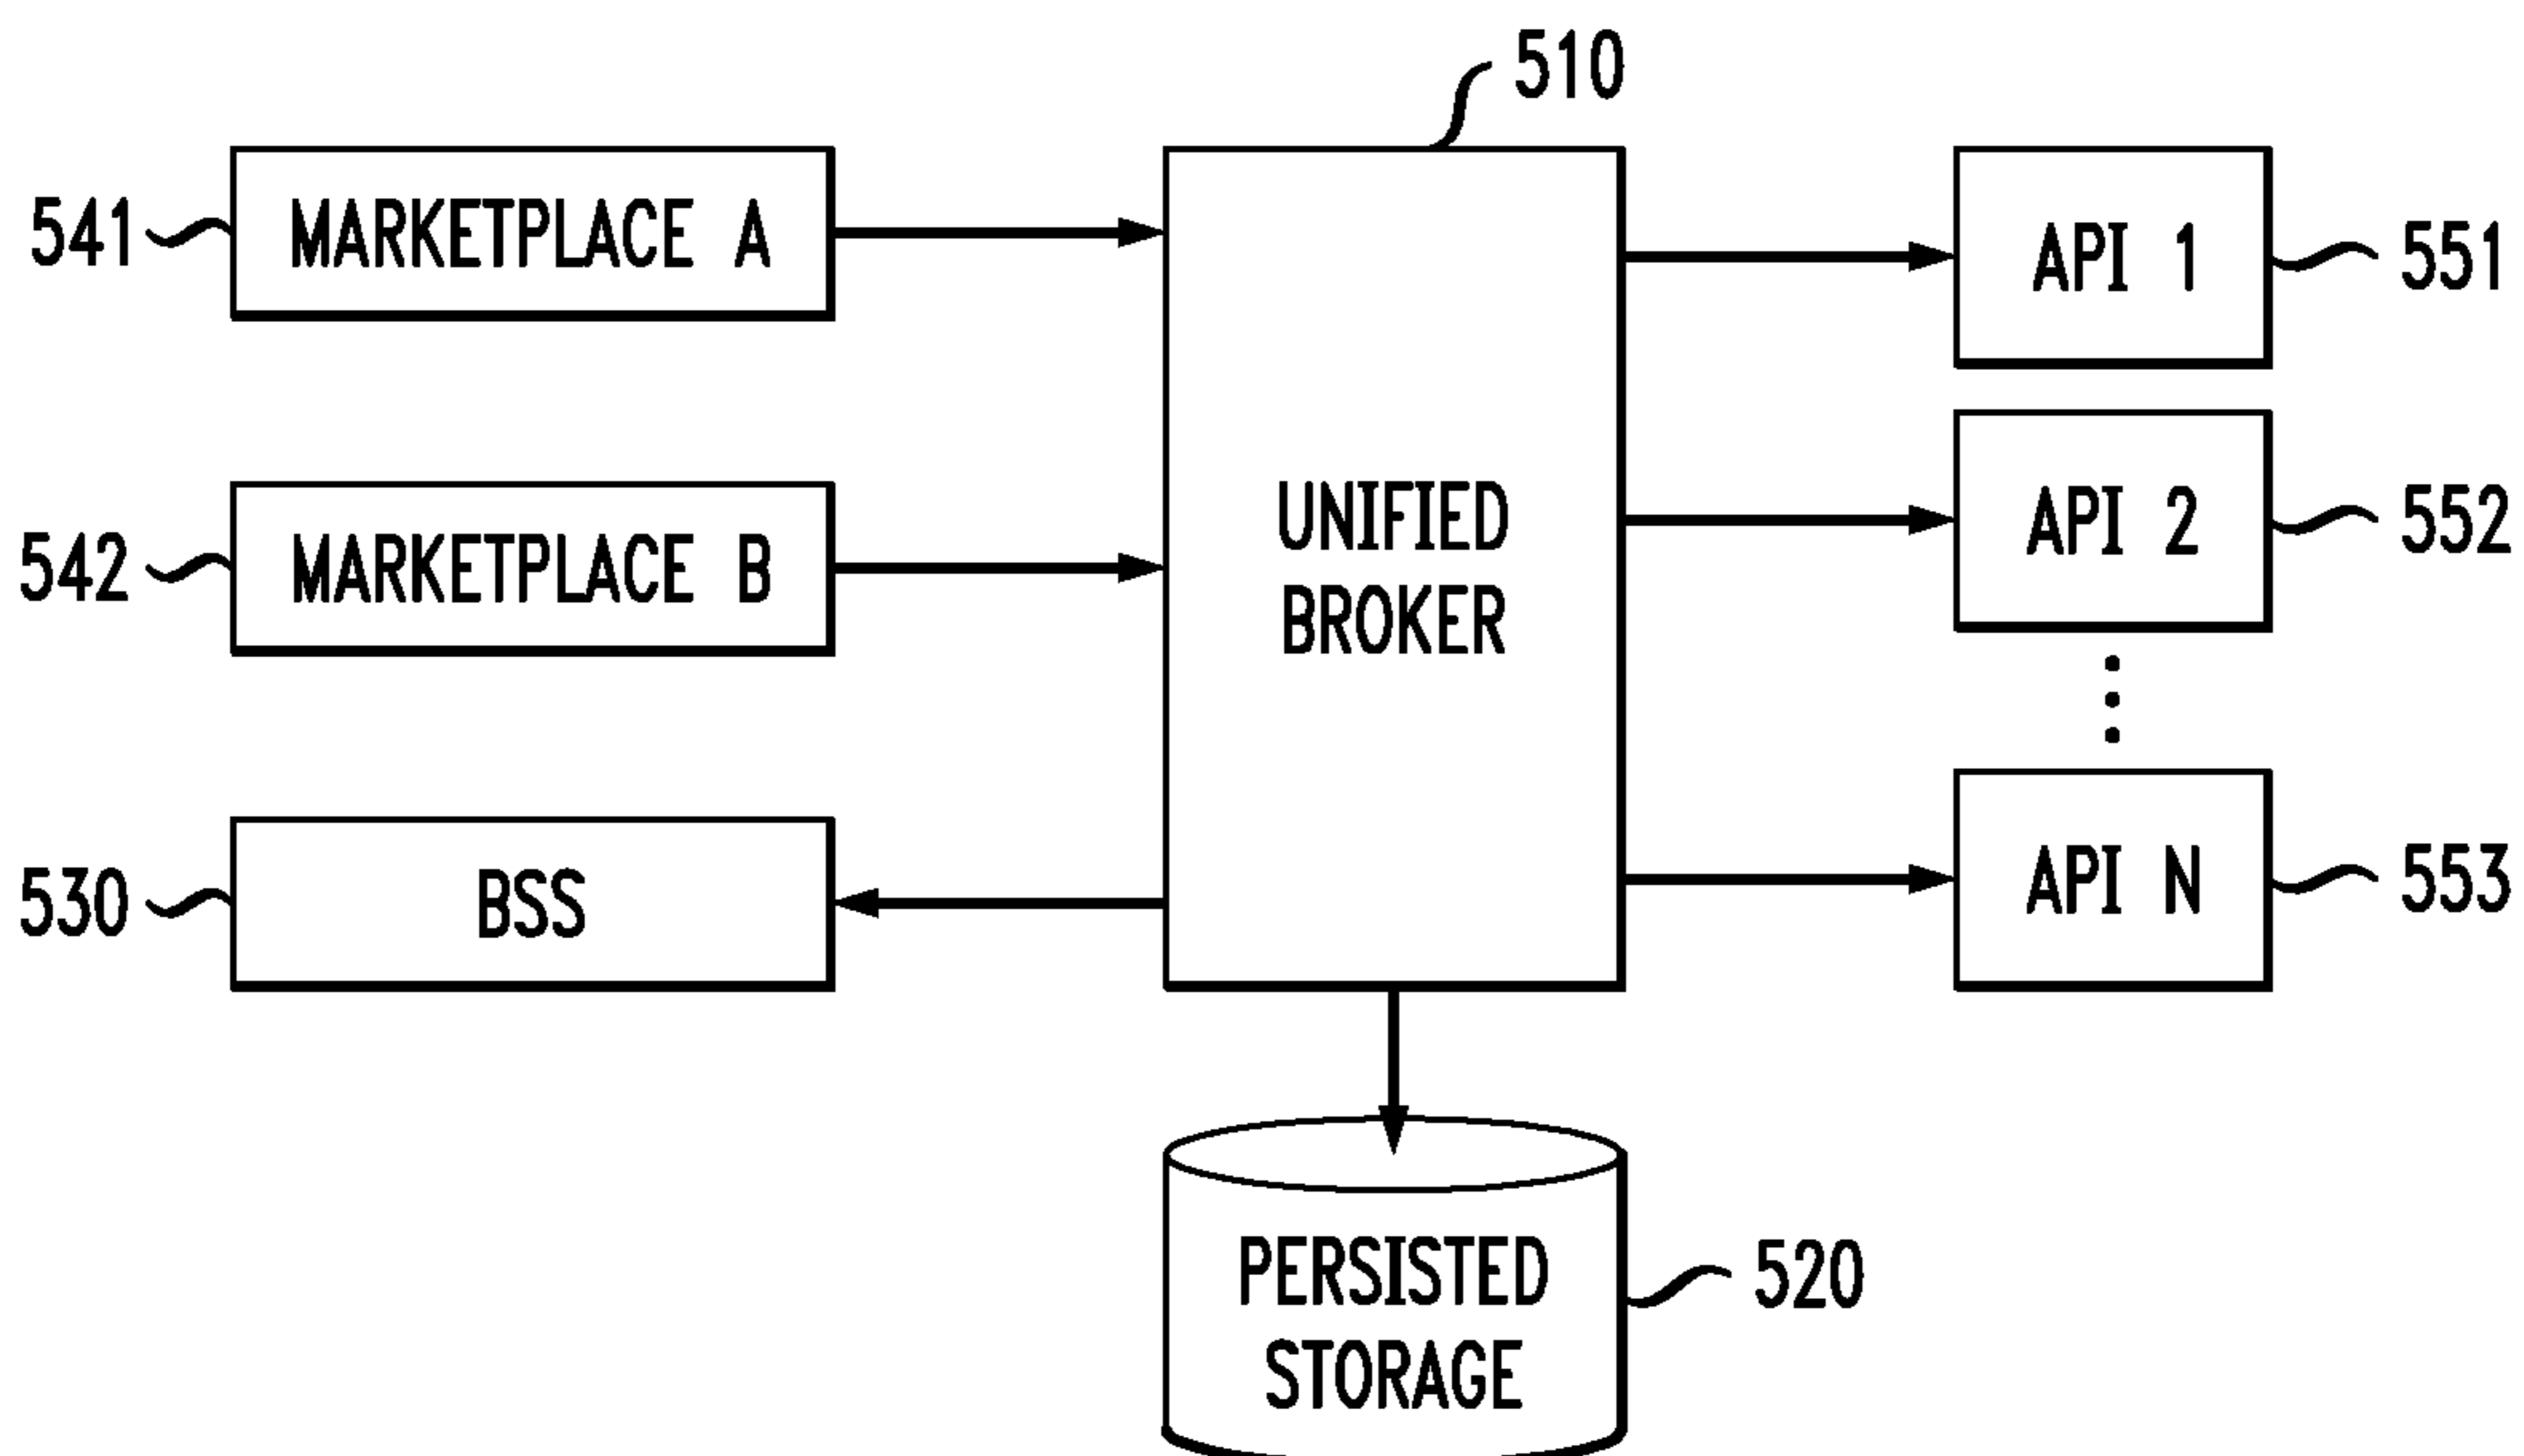 510
541
MARKETPLACE A
API 1
551
542
MARKETPLACE B
UNIFIED
BROKER
API 2
552
530
BSS
API N
553
PERSISTED
STORAGE
520